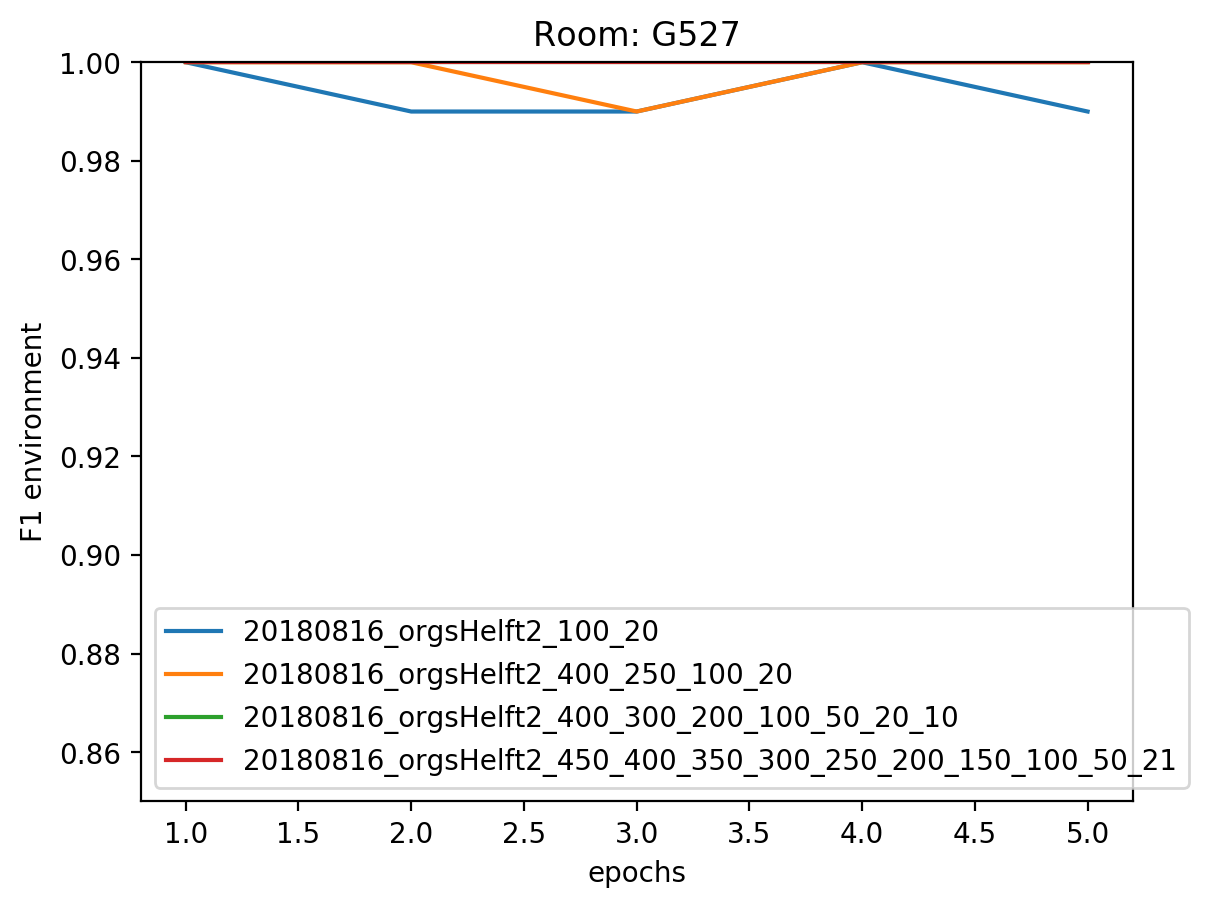 Room: G527
1.00
0.98
0.96
0.94
0.92
0.90
0.88
0.86
F1 environment
20180816_orgsHelft2_100_20
20180816_orgsHelft2_400_250_100_20
20180816_orgsHelft2_400_300_200_100_50_20_10
20180816_orgsHelft2_450_400_350_300_250_200_150_100_50_21
1.0 1.5 2.0 2.5 3.0 3.5 4.0 4.5 5.0
epochs